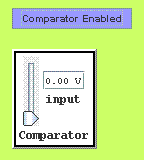 Comparator Enabled
0.00 V
input
Comparator